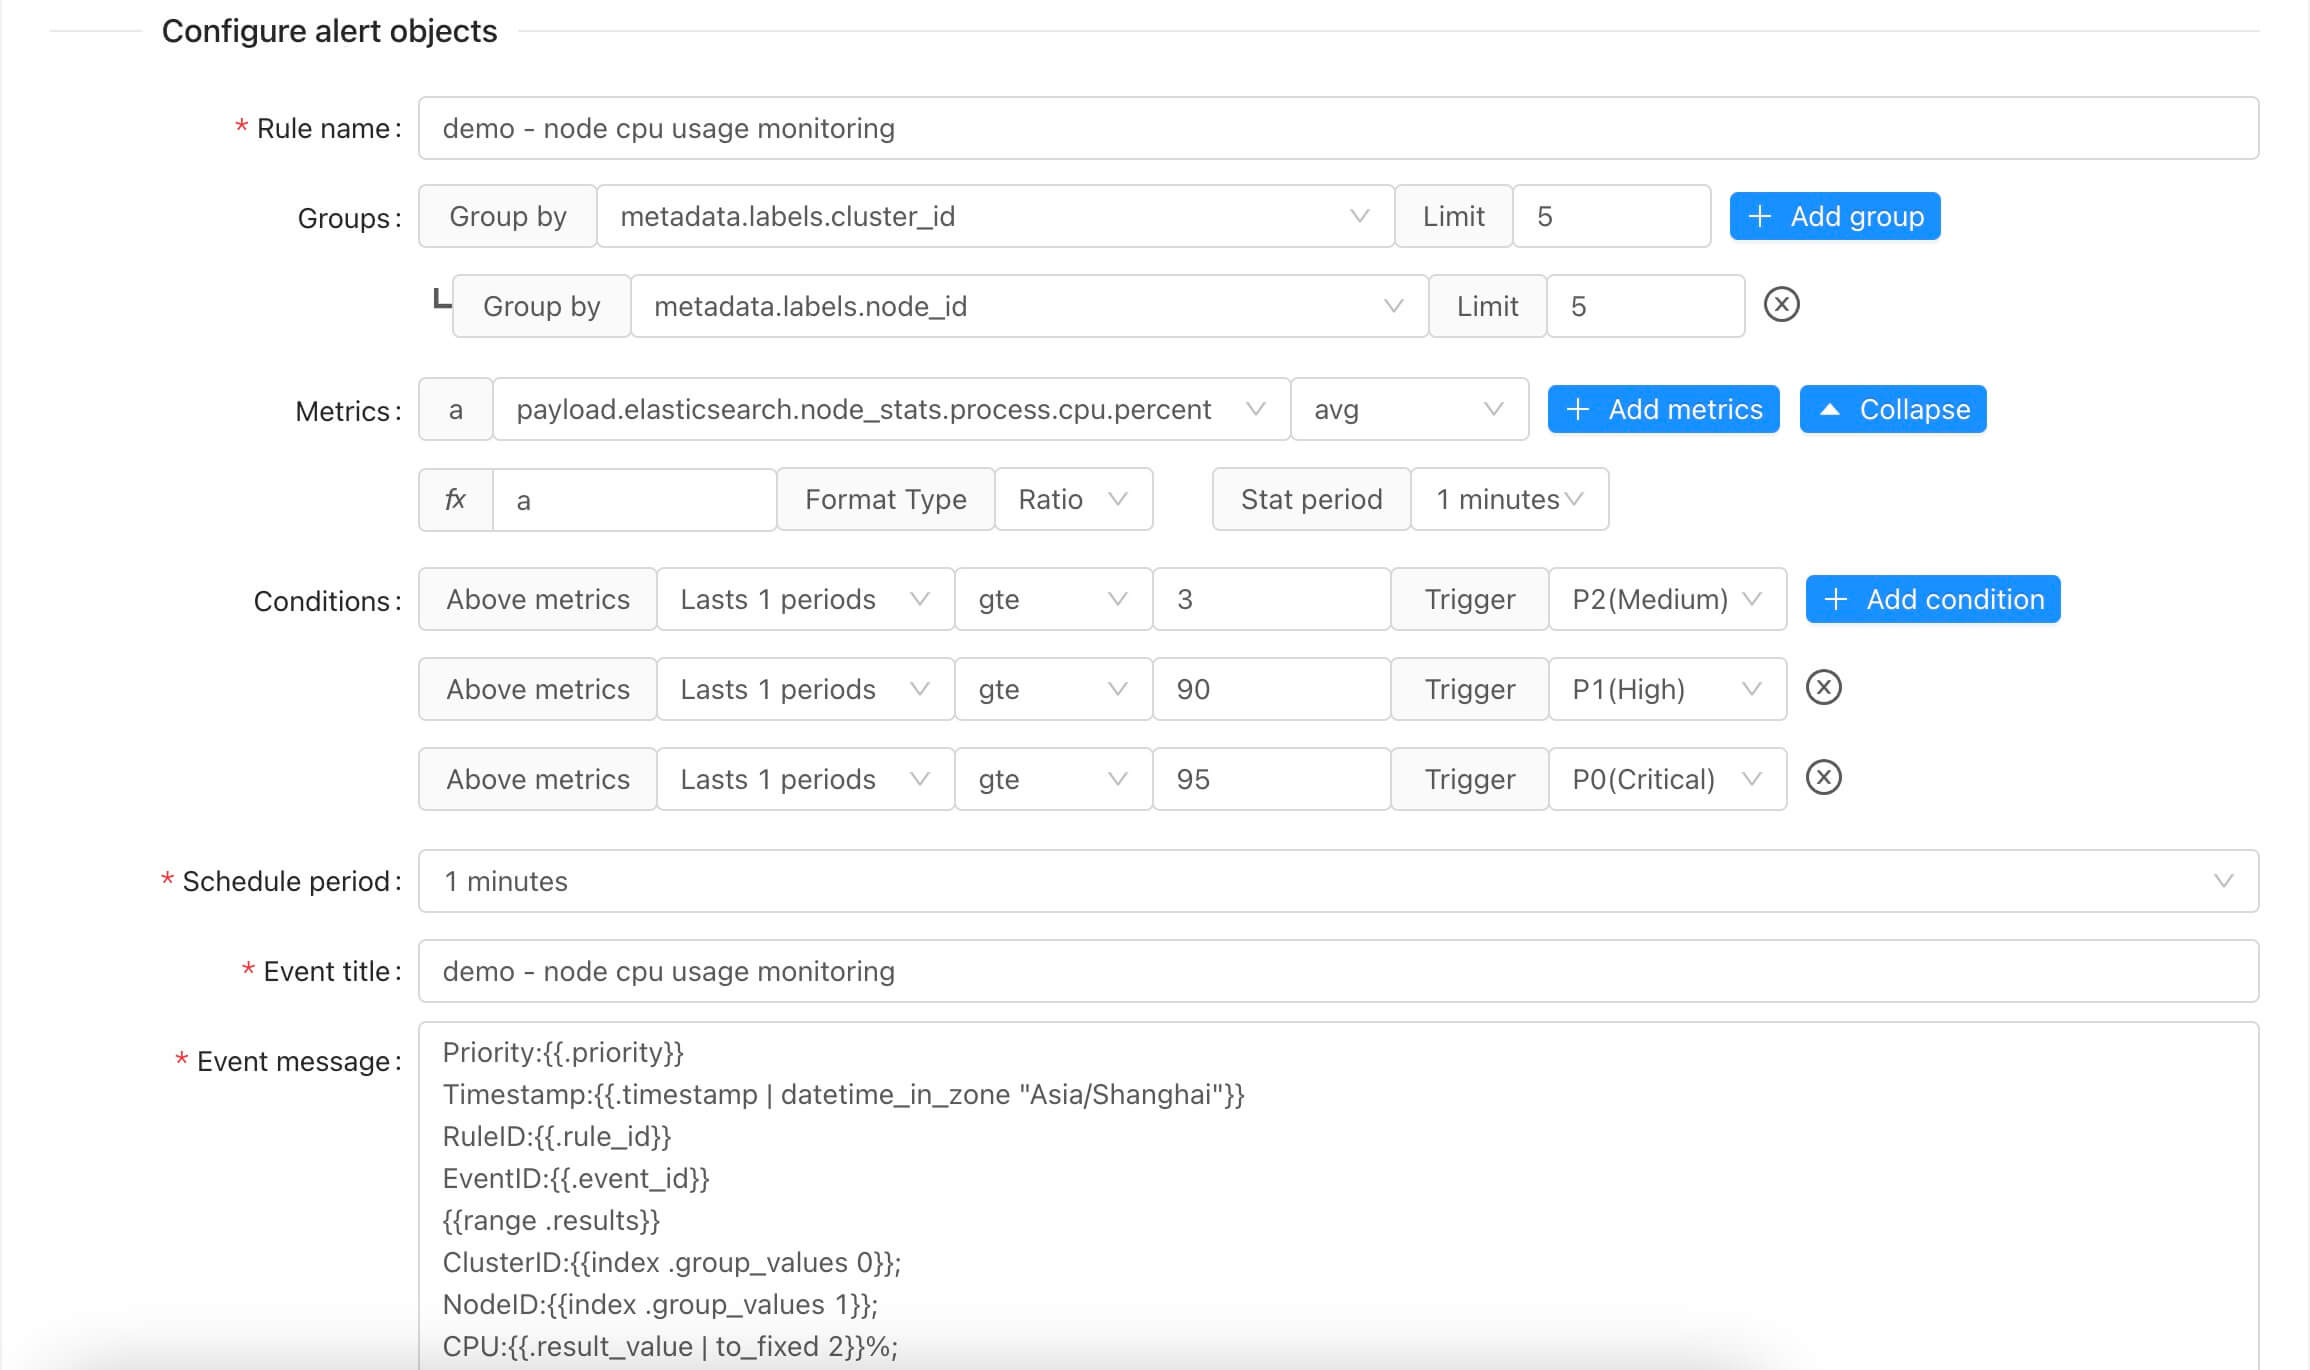 Configure alert objects
* Rule name: demo - node cpu usage monitoring
Groups: Group by metadata.labels.cluster_id Limit 5 + Add group
Group by metadata.labels.node_id Limit 5
Metrics: a payload.elasticsearch.node_stats.process.cpu.percent avg + Add metrics Collapse
fx a Format Type Ratio Stat period 1 minutes
Conditions: Above metrics Lasts 1 periods gte 3 Trigger P2(Medium) + Add condition
Above metrics Lasts 1 periods gte 90 Trigger P1(High)
Above metrics Lasts 1 periods gte 95 Trigger P0(Critical)
* Schedule period: 1 minutes
* Event title: demo - node cpu usage monitoring
* Event message: Priority:{{.priority}}
Timestamp:{{.timestamp | datetime_in_zone "Asia/Shanghai"}}
RuleID:{{.rule_id}}
EventID:{{.event_id}}
{{range .results}}
ClusterID:{{index .group_values 0}};
NodeID:{{index .group_values 1}};
CPU:{{.result_value | to_fixed 2}}%;